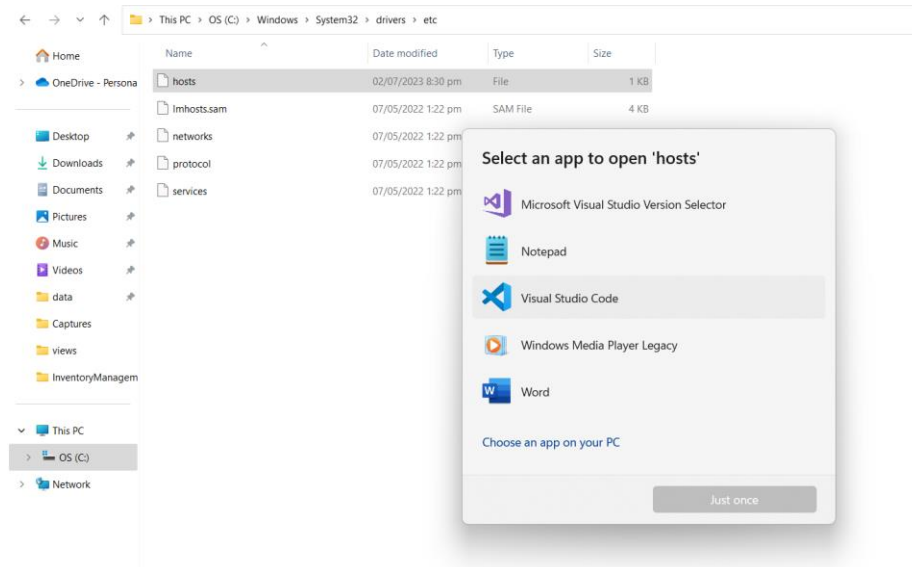 This PC > OS (C:) > Windows > System32 > drivers > etc
Name Date modified Type Size
Home
OneDrive - Persona
Desktop
Downloads
Documents
Pictures
Music
Videos
data
Captures
views
InventoryManagem
This PC
OS (C:)
Network
hosts 02/07/2023 8:30 pm File 1 KB
lmhosts.sam 07/05/2022 1:22 pm SAM File 4 KB
networks 07/05/2022 1:22 pm
protocol 07/05/2022 1:22 pm
services 07/05/2022 1:22 pm
Select an app to open 'hosts'
Microsoft Visual Studio Version Selector
Notepad
Visual Studio Code
Windows Media Player Legacy
Word
Choose an app on your PC
Just once